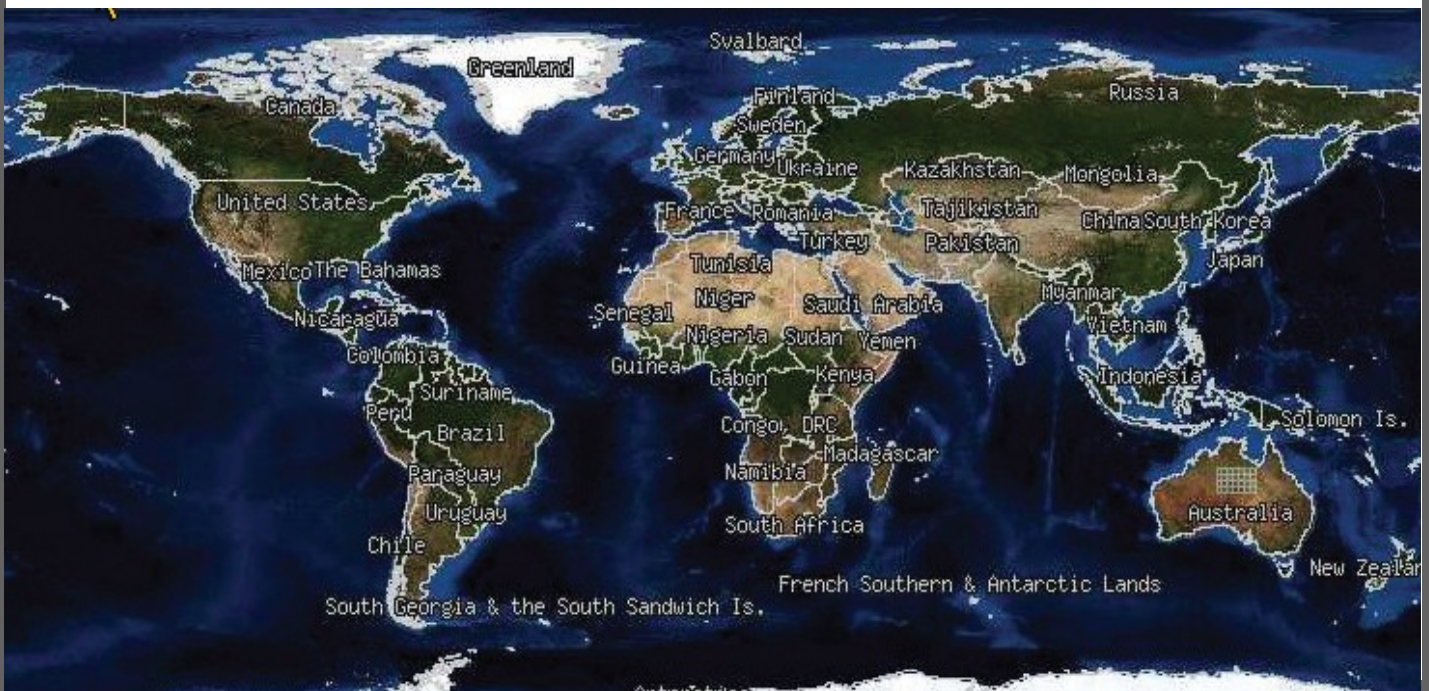 Svalbard
Greenland
Canada
Finland
Russia
Sweden
Germany
Ukraine
Kazakhstan
Mongolia
United States
France
Romania
Tajikistan
China
South Korea
Turkey
Pakistan
Japan
Mexico
The Bahamas
Tunisia
Niger
Saudi Arabia
Myanmar
Nicaragua
Senegal
Vietnam
Nigeria
Sudan
Yemen
Colombia
Guinea
Gabon
Kenya
Indonesia
Suriname
Peru
Solomon Is.
Brazil
Congo, DRC
Madagascar
Paraguay
Namibia
Uruguay
Australia
South Africa
Chile
New Zealan
French Southern & Antarctic Lands
South Georgia & the South Sandwich Is.